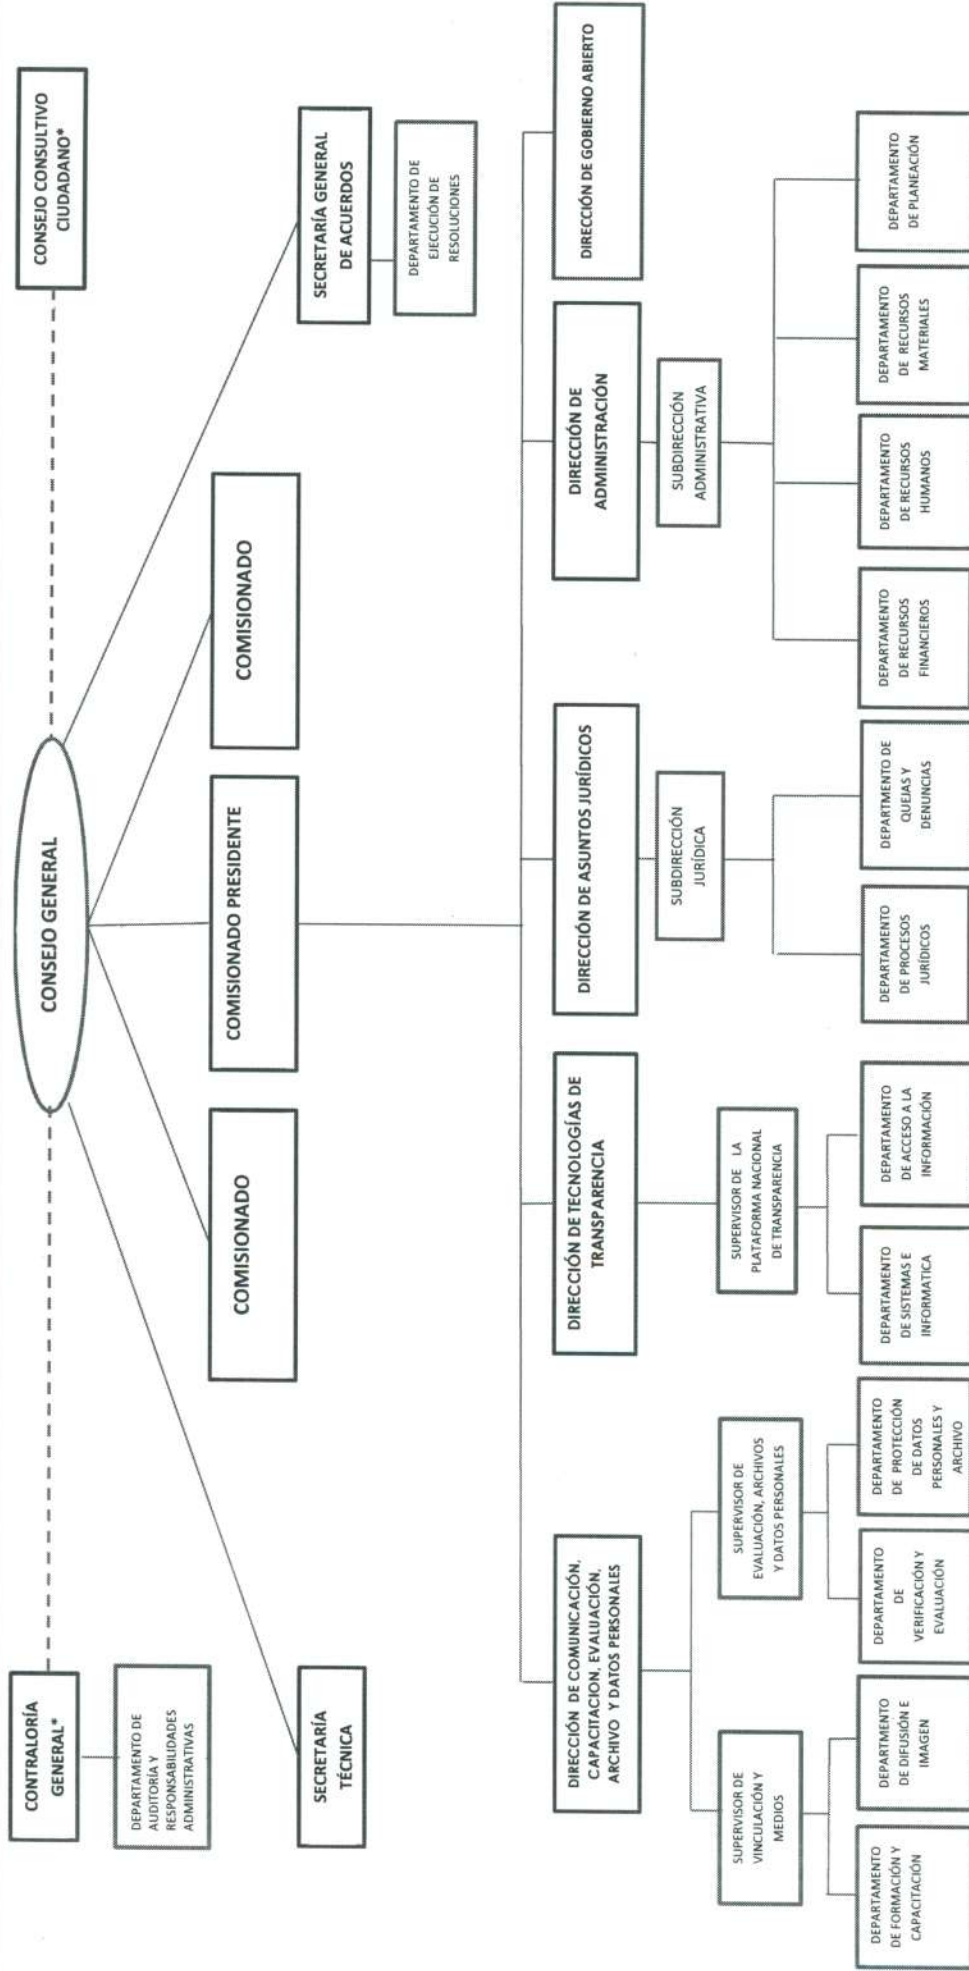 CONTRALORÍA
GENERAL*
DEPARTAMENTO DE
AUDITORÍA Y
RESPONSABILIDADES
ADMINISTRATIVAS
CONSEJO GENERAL
CONSEJO CONSULTIVO
CIUDADANO*
SECRETARÍA
TÉCNICA
COMISIONADO
COMISIONADO PRESIDENTE
COMISIONADO
SECRETARÍA GENERAL
DE ACUERDOS
DEPARTAMENTO DE
EJECUCIÓN DE
RESOLUCIONES
DIRECCIÓN DE COMUNICACIÓN,
CAPACITACION, EVALUACIÓN,
ARCHIVO Y DATOS PERSONALES
DIRECCIÓN DE TECNOLOGÍAS DE
TRANSPARENCIA
DIRECCIÓN DE ASUNTOS JURÍDICOS
DIRECCIÓN DE
ADMINISTRACIÓN
DIRECCIÓN DE GOBIERNO ABIERTO
SUPERVISOR DE
VINCULACIÓN Y
MEDIOS
SUPERVISOR DE
EVALUACIÓN, ARCHIVOS
Y DATOS PERSONALES
SUPERVISOR DE LA
PLATAFORMA NACIONAL
DE TRANSPARENCIA
SUBDIRECCIÓN
JURÍDICA
SUBDIRECCIÓN
ADMINISTRATIVA
DEPARTAMENTO
DE FORMACIÓN Y
CAPACITACIÓN
DEPARTMENTO
DE DIFUSIÓN E
IMAGEN
DEPARTAMENTO
DE
VERIFICACIÓN Y
EVALUACIÓN
DEPARTAMENTO
DE PROTECCIÓN
DE DATOS
PERSONALES Y
ARCHIVO
DEPARTAMENTO
DE SISTEMAS E
INFORMATICA
DEPARTAMENTO
DE ACCESO A LA
INFORMACIÓN
DEPARTAMENTO
DE PROCESOS
JURÍDICOS
DEPARTMENTO DE
QUEJAS Y
DENUNCIAS
DEPARTAMENTO
DE RECURSOS
FINANCIEROS
DEPARTAMENTO
DE RECURSOS
HUMANOS
DEPARTAMENTO
DE RECURSOS
MATERIALES
DEPARTAMENTO
DE PLANEACIÓN